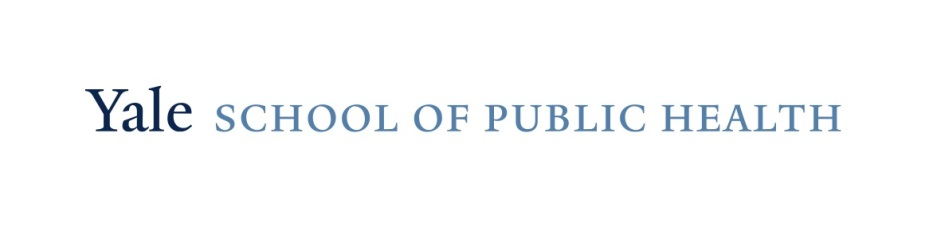 Yale SCHOOL OF PUBLIC HEALTH